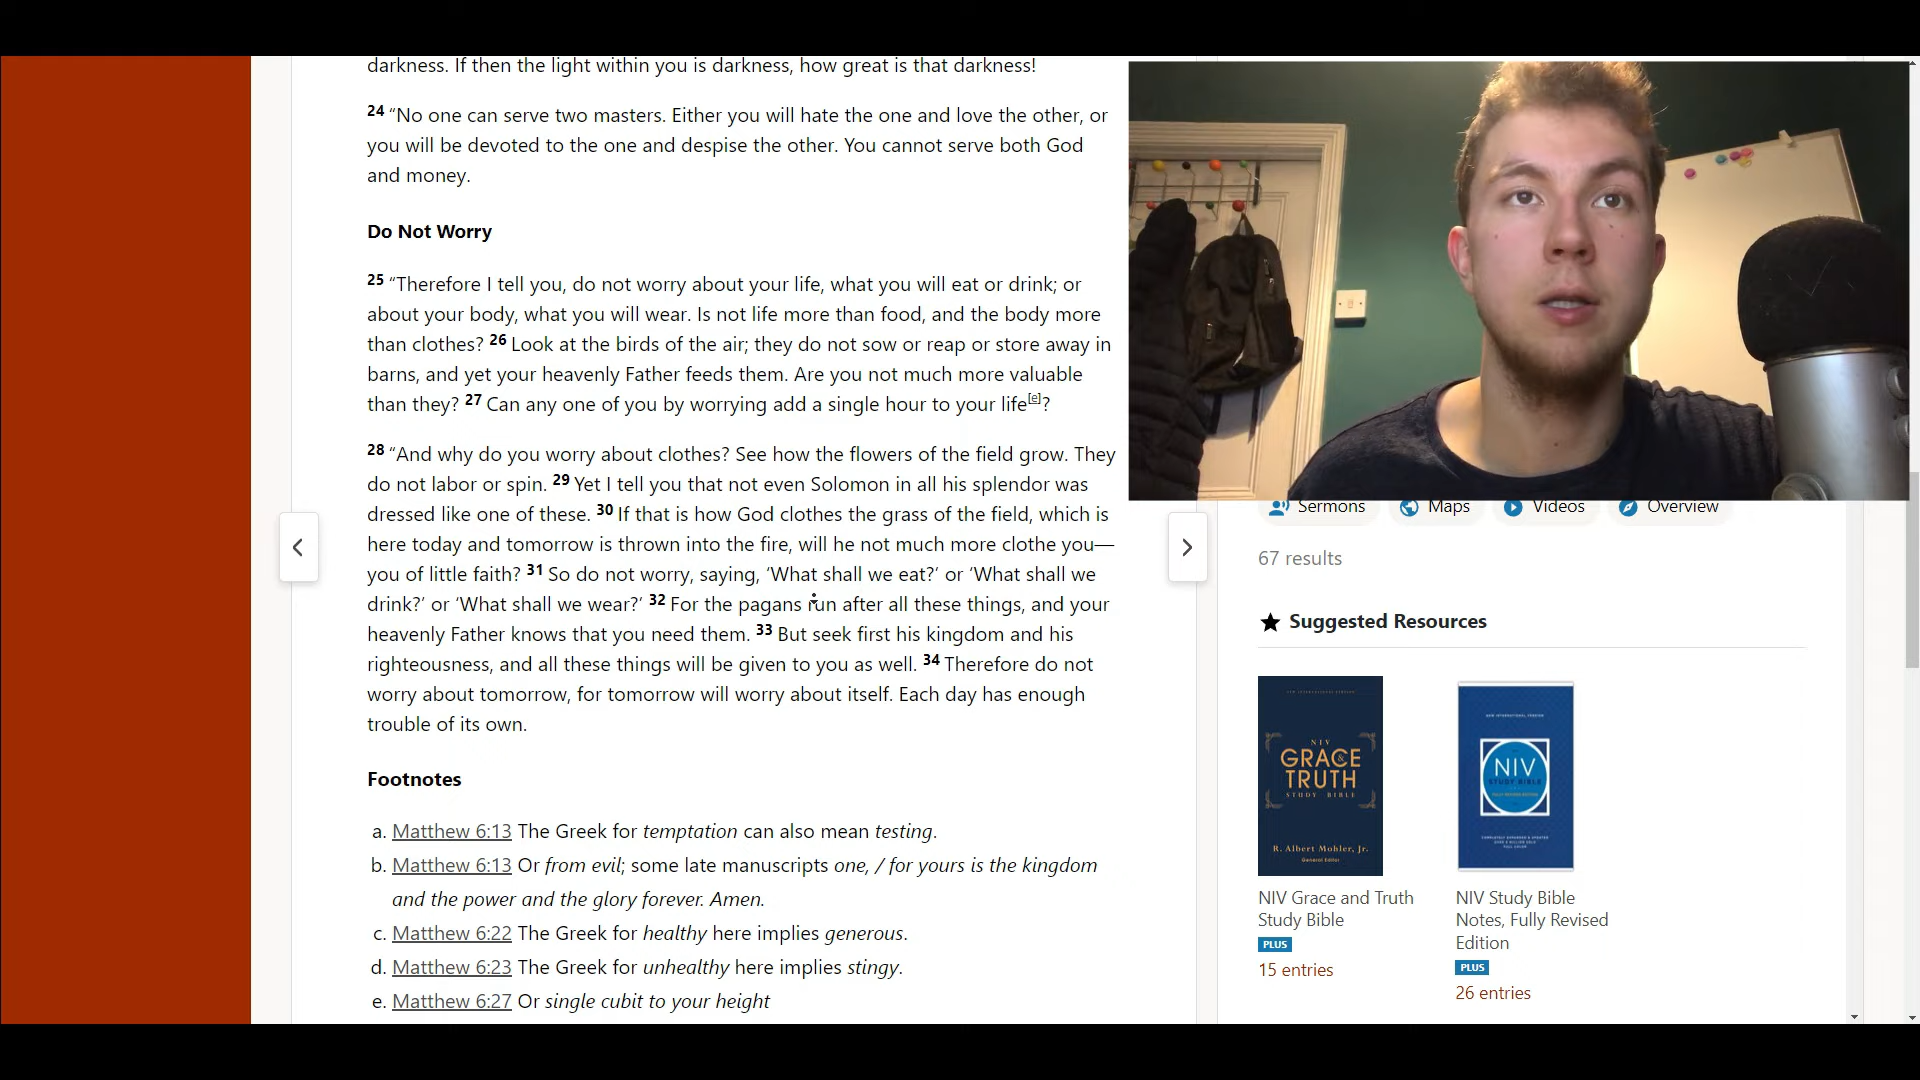 darkness. If then the light within you is darkness, how great is that darkness!
24 “No one can serve two masters. Either you will hate the one and love the other, or
you will be devoted to the one and despise the other. You cannot serve both God
and money.
Do Not Worry
25 “Therefore I tell you, do not worry about your life, what you will eat or drink; or
about your body, what you will wear. Is not life more than food, and the body more
than clothes? 26 Look at the birds of the air; they do not sow or reap or store away in
barns, and yet your heavenly Father feeds them. Are you not much more valuable
than they? 27 Can any one of you by worrying add a single hour to your life[e]?
28 “And why do you worry about clothes? See how the flowers of the field grow. They
do not labor or spin. 29 Yet I tell you that not even Solomon in all his splendor was
dressed like one of these. 30 If that is how God clothes the grass of the field, which is
here today and tomorrow is thrown into the fire, will he not much more clothe you—
you of little faith? 31 So do not worry, saying, ‘What shall we eat?’ or ‘What shall we
drink?’ or ‘What shall we wear?’ 32 For the pagans run after all these things, and your
heavenly Father knows that you need them. 33 But seek first his kingdom and his
righteousness, and all these things will be given to you as well. 34 Therefore do not
worry about tomorrow, for tomorrow will worry about itself. Each day has enough
trouble of its own.
Footnotes
a. Matthew 6:13 The Greek for temptation can also mean testing.
b. Matthew 6:13 Or from evil; some late manuscripts one, / for yours is the kingdom
and the power and the glory forever. Amen.
c. Matthew 6:22 The Greek for healthy here implies generous.
d. Matthew 6:23 The Greek for unhealthy here implies stingy.
e. Matthew 6:27 Or single cubit to your height
Sermons Maps Videos Overview
67 results
Suggested Resources
NIV
GRACE &
TRUTH
STUDY BIBLE
R. Albert Mohler, Jr.
General Editor
NIV Grace and Truth
Study Bible
PLUS
15 entries
NIV
STUDY BIBLE
NIV Study Bible
Notes, Fully Revised
Edition
PLUS
26 entries